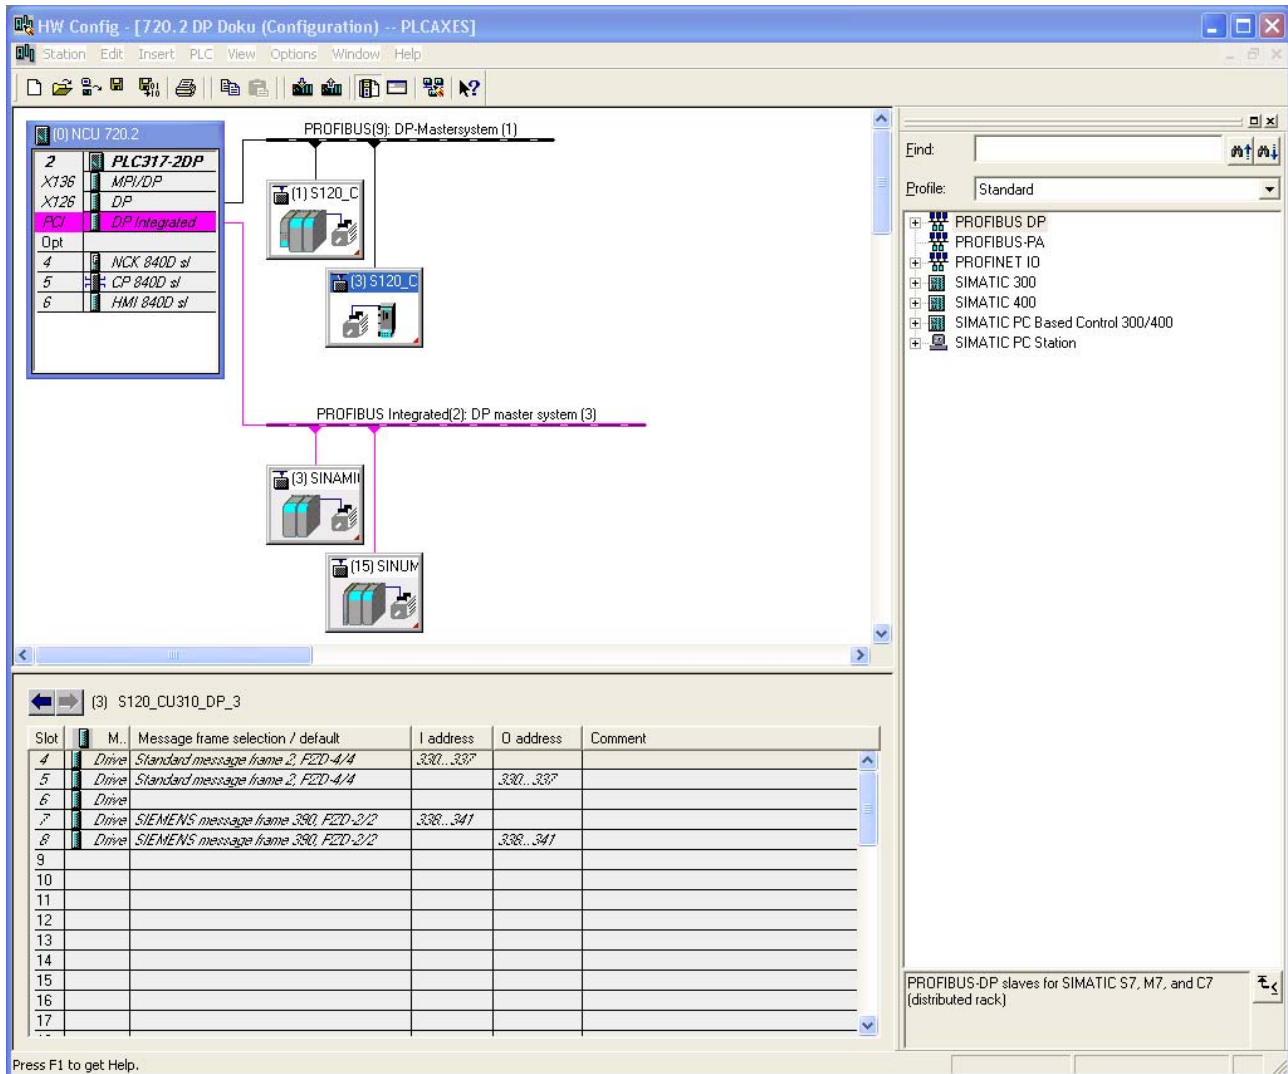 HW Config - [720.2 DP Doku (Configuration) -- PLCAXES]
Station Edit Insert PLC View Options Window Help
(0) NCU 720.2
2 PLC317-2DP
X136 MPI/DP
X126 DP
PCI DP Integrated
Opt
4 NCK 840D sl
5 CP 840D sl
6 HMI 840D sl
PROFIBUS(9): DP-Mastersystem (1)
(1) S120_C
(3) S120_C
PROFIBUS Integrated(2): DP master system (3)
(3) SINAMI
(15) SINUM
Find:
Profile: Standard
PROFIBUS DP
PROFIBUS-PA
PROFINET IO
SIMATIC 300
SIMATIC 400
SIMATIC PC Based Control 300/400
SIMATIC PC Station
PROFIBUS-DP slaves for SIMATIC S7, M7, and C7
(distributed rack)
(3) S120_CU310_DP_3
Slot M.. Message frame selection / default I address O address Comment
4 Drive Standard message frame 2, PZD-4/4 330...337
5 Drive Standard message frame 2, PZD-4/4 330...337
6 Drive
7 Drive SIEMENS message frame 390, PZD-2/2 338...341
8 Drive SIEMENS message frame 390, PZD-2/2 338...341
9
10
11
12
13
14
15
16
17
Press F1 to get Help.